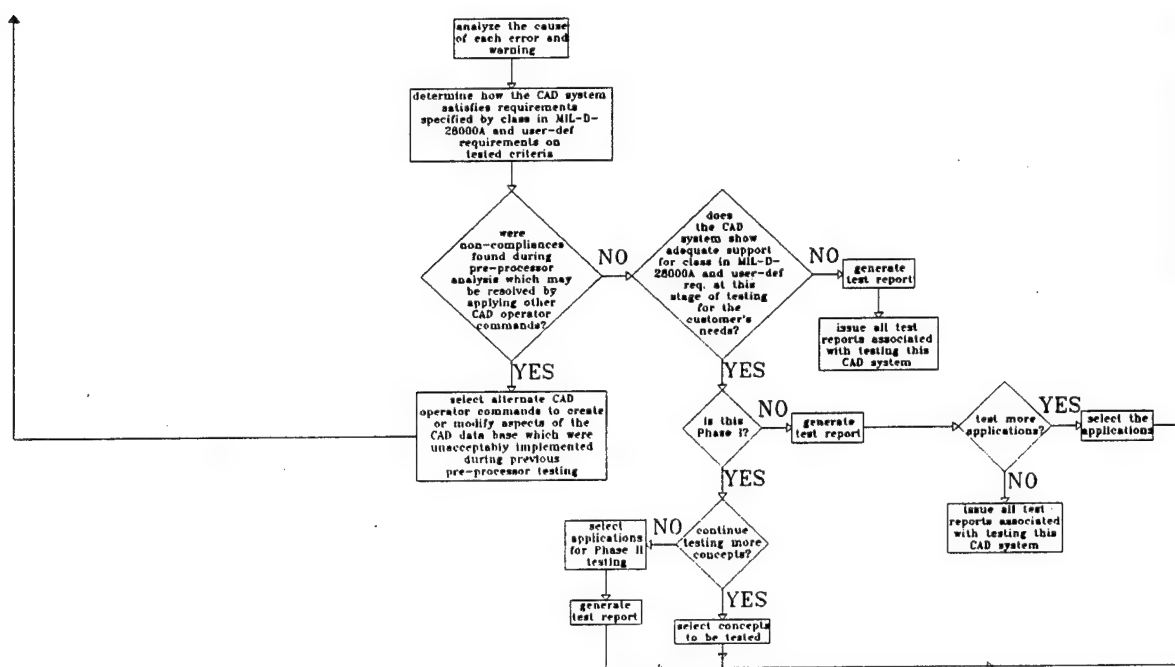 analyze the cause
of each error and
warning
determine how the CAD system
satisfies requirements
specified by class in MIL-D-
28000A and user-def
requirements on
tested criteria
were
non-compliances
found during
pre-processor
analysis which may
be resolved by
applying other
CAD operator
commands?
NO
does
the CAD
system show
adequate support
for class in MIL-D-
28000A and user-def
req. at this
stage of testing
for the
customer's
needs?
NO
generate
test report
issue all test
reports associated
with testing this
CAD system
YES
select alternate CAD
operator commands to create
or modify aspects of the
CAD data base which were
unacceptably implemented
during previous
pre-processor testing
YES
is this
Phase I?
NO
generate
test report
test more
applications?
YES
select the
applications
NO
issue all test
reports associated
with testing this
CAD system
YES
continue
testing more
concepts?
NO
select
applications
for Phase II
testing
generate
test report
YES
select concepts
to be tested